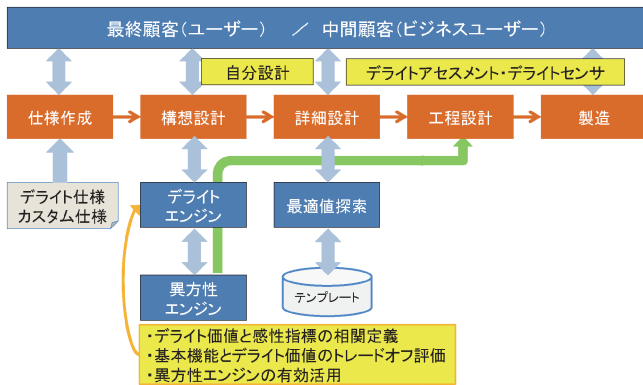 最終顧客（ユーザー）　／　中間顧客（ビジネスユーザー）
自分設計
デライトアセスメント・デライトセンサ
仕様作成
構想設計
詳細設計
工程設計
製造
デライト仕様
カスタム仕様
デライト
エンジン
最適値探索
異方性
エンジン
テンプレート
・デライト価値と感性指標の相関定義
・基本機能とデライト価値のトレードオフ評価
・異方性エンジンの有効活用